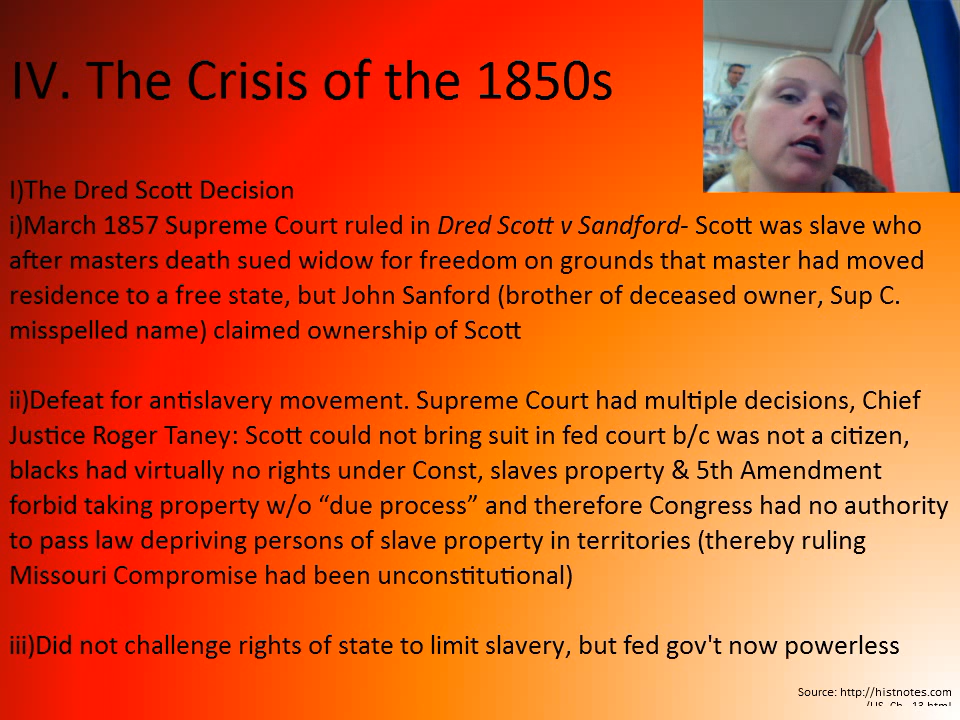 IV. The Crisis of the 1850s
I)The Dred Scott Decision
i)March 1857 Supreme Court ruled in Dred Scott v Sandford- Scott was slave who
after masters death sued widow for freedom on grounds that master had moved
residence to a free state, but John Sanford (brother of deceased owner, Sup C.
misspelled name) claimed ownership of Scott
ii)Defeat for antislavery movement. Supreme Court had multiple decisions, Chief
Justice Roger Taney: Scott could not bring suit in fed court b/c was not a citizen,
blacks had virtually no rights under Const, slaves property & 5th Amendment
forbid taking property w/o “due process” and therefore Congress had no authority
to pass law depriving persons of slave property in territories (thereby ruling
Missouri Compromise had been unconstitutional)
iii)Did not challenge rights of state to limit slavery, but fed gov't now powerless
Source: http://histnotes.com